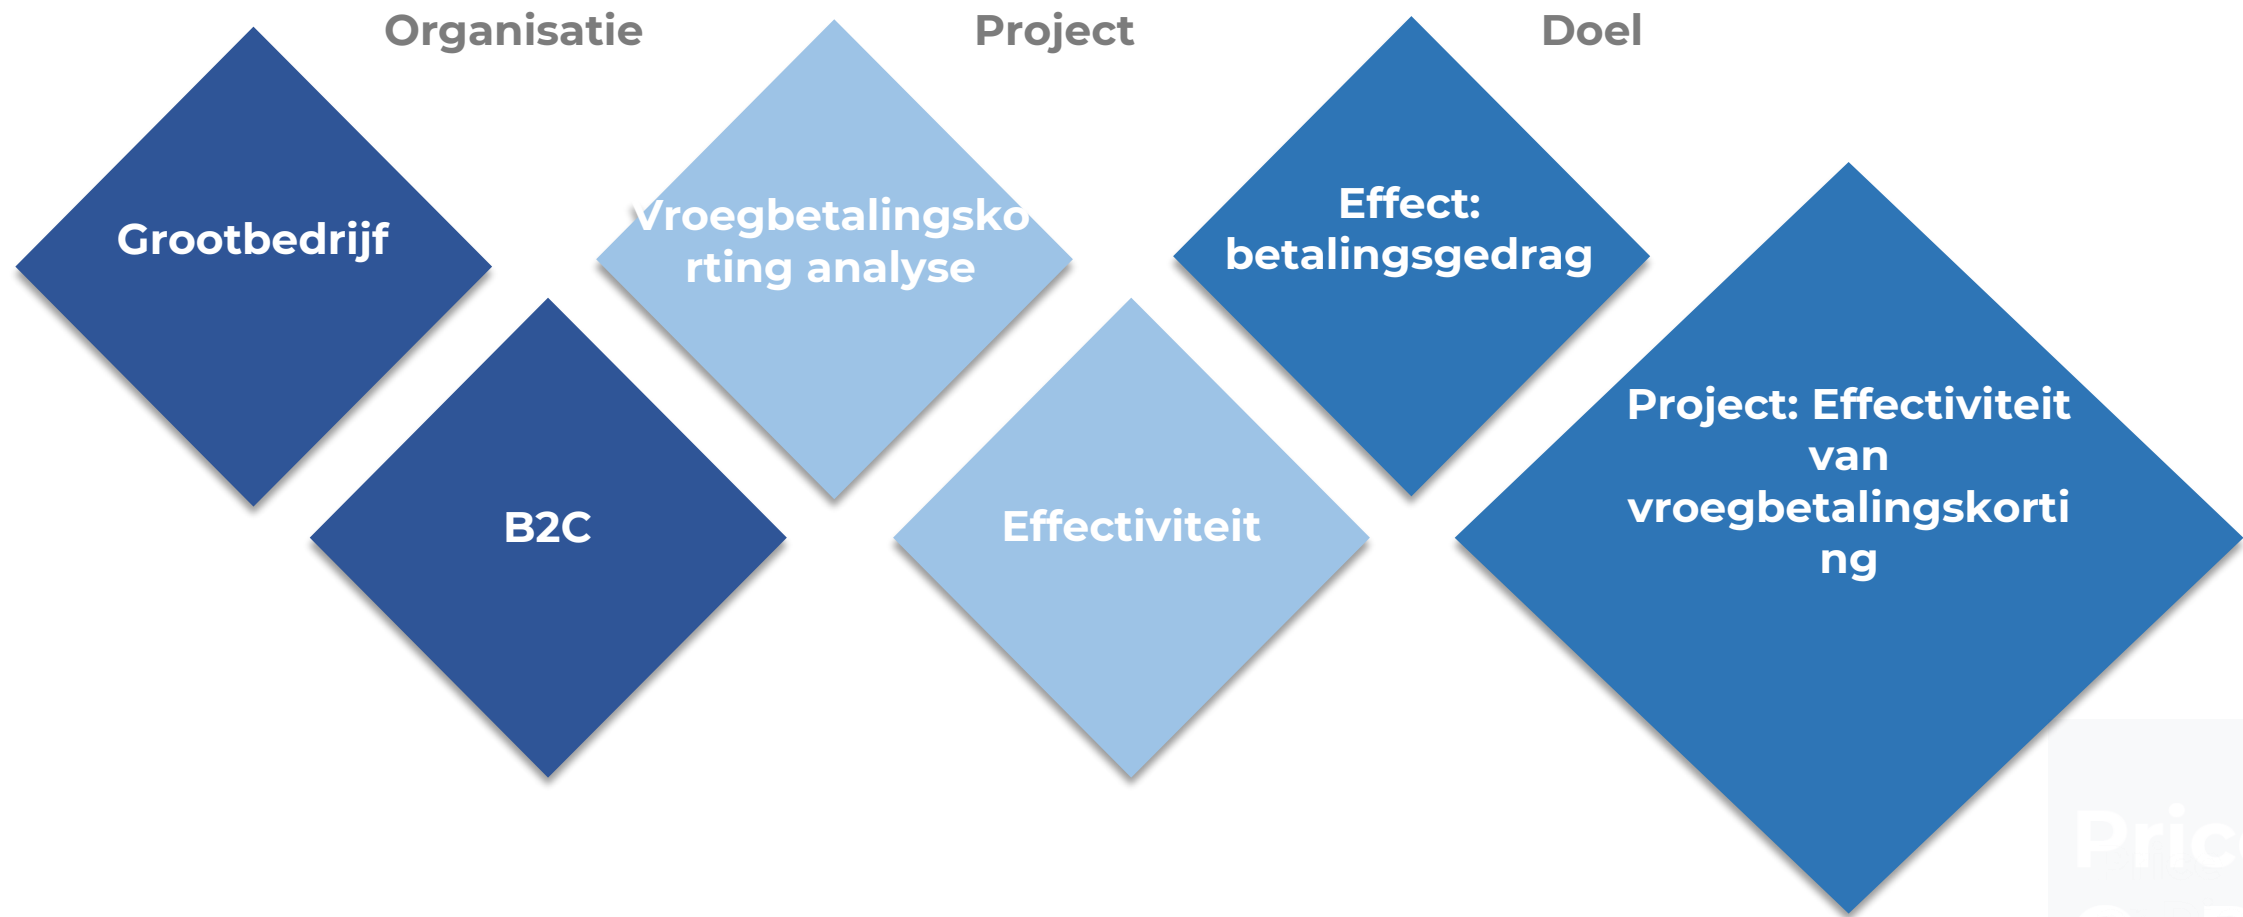 Organisatie
Project
Doel
Grootbedrijf
Vroegbetalingsko
rting analyse
Effect:
betalingsgedrag
B2C
Effectiviteit
Project: Effectiviteit
van
vroegbetalingskorti
ng